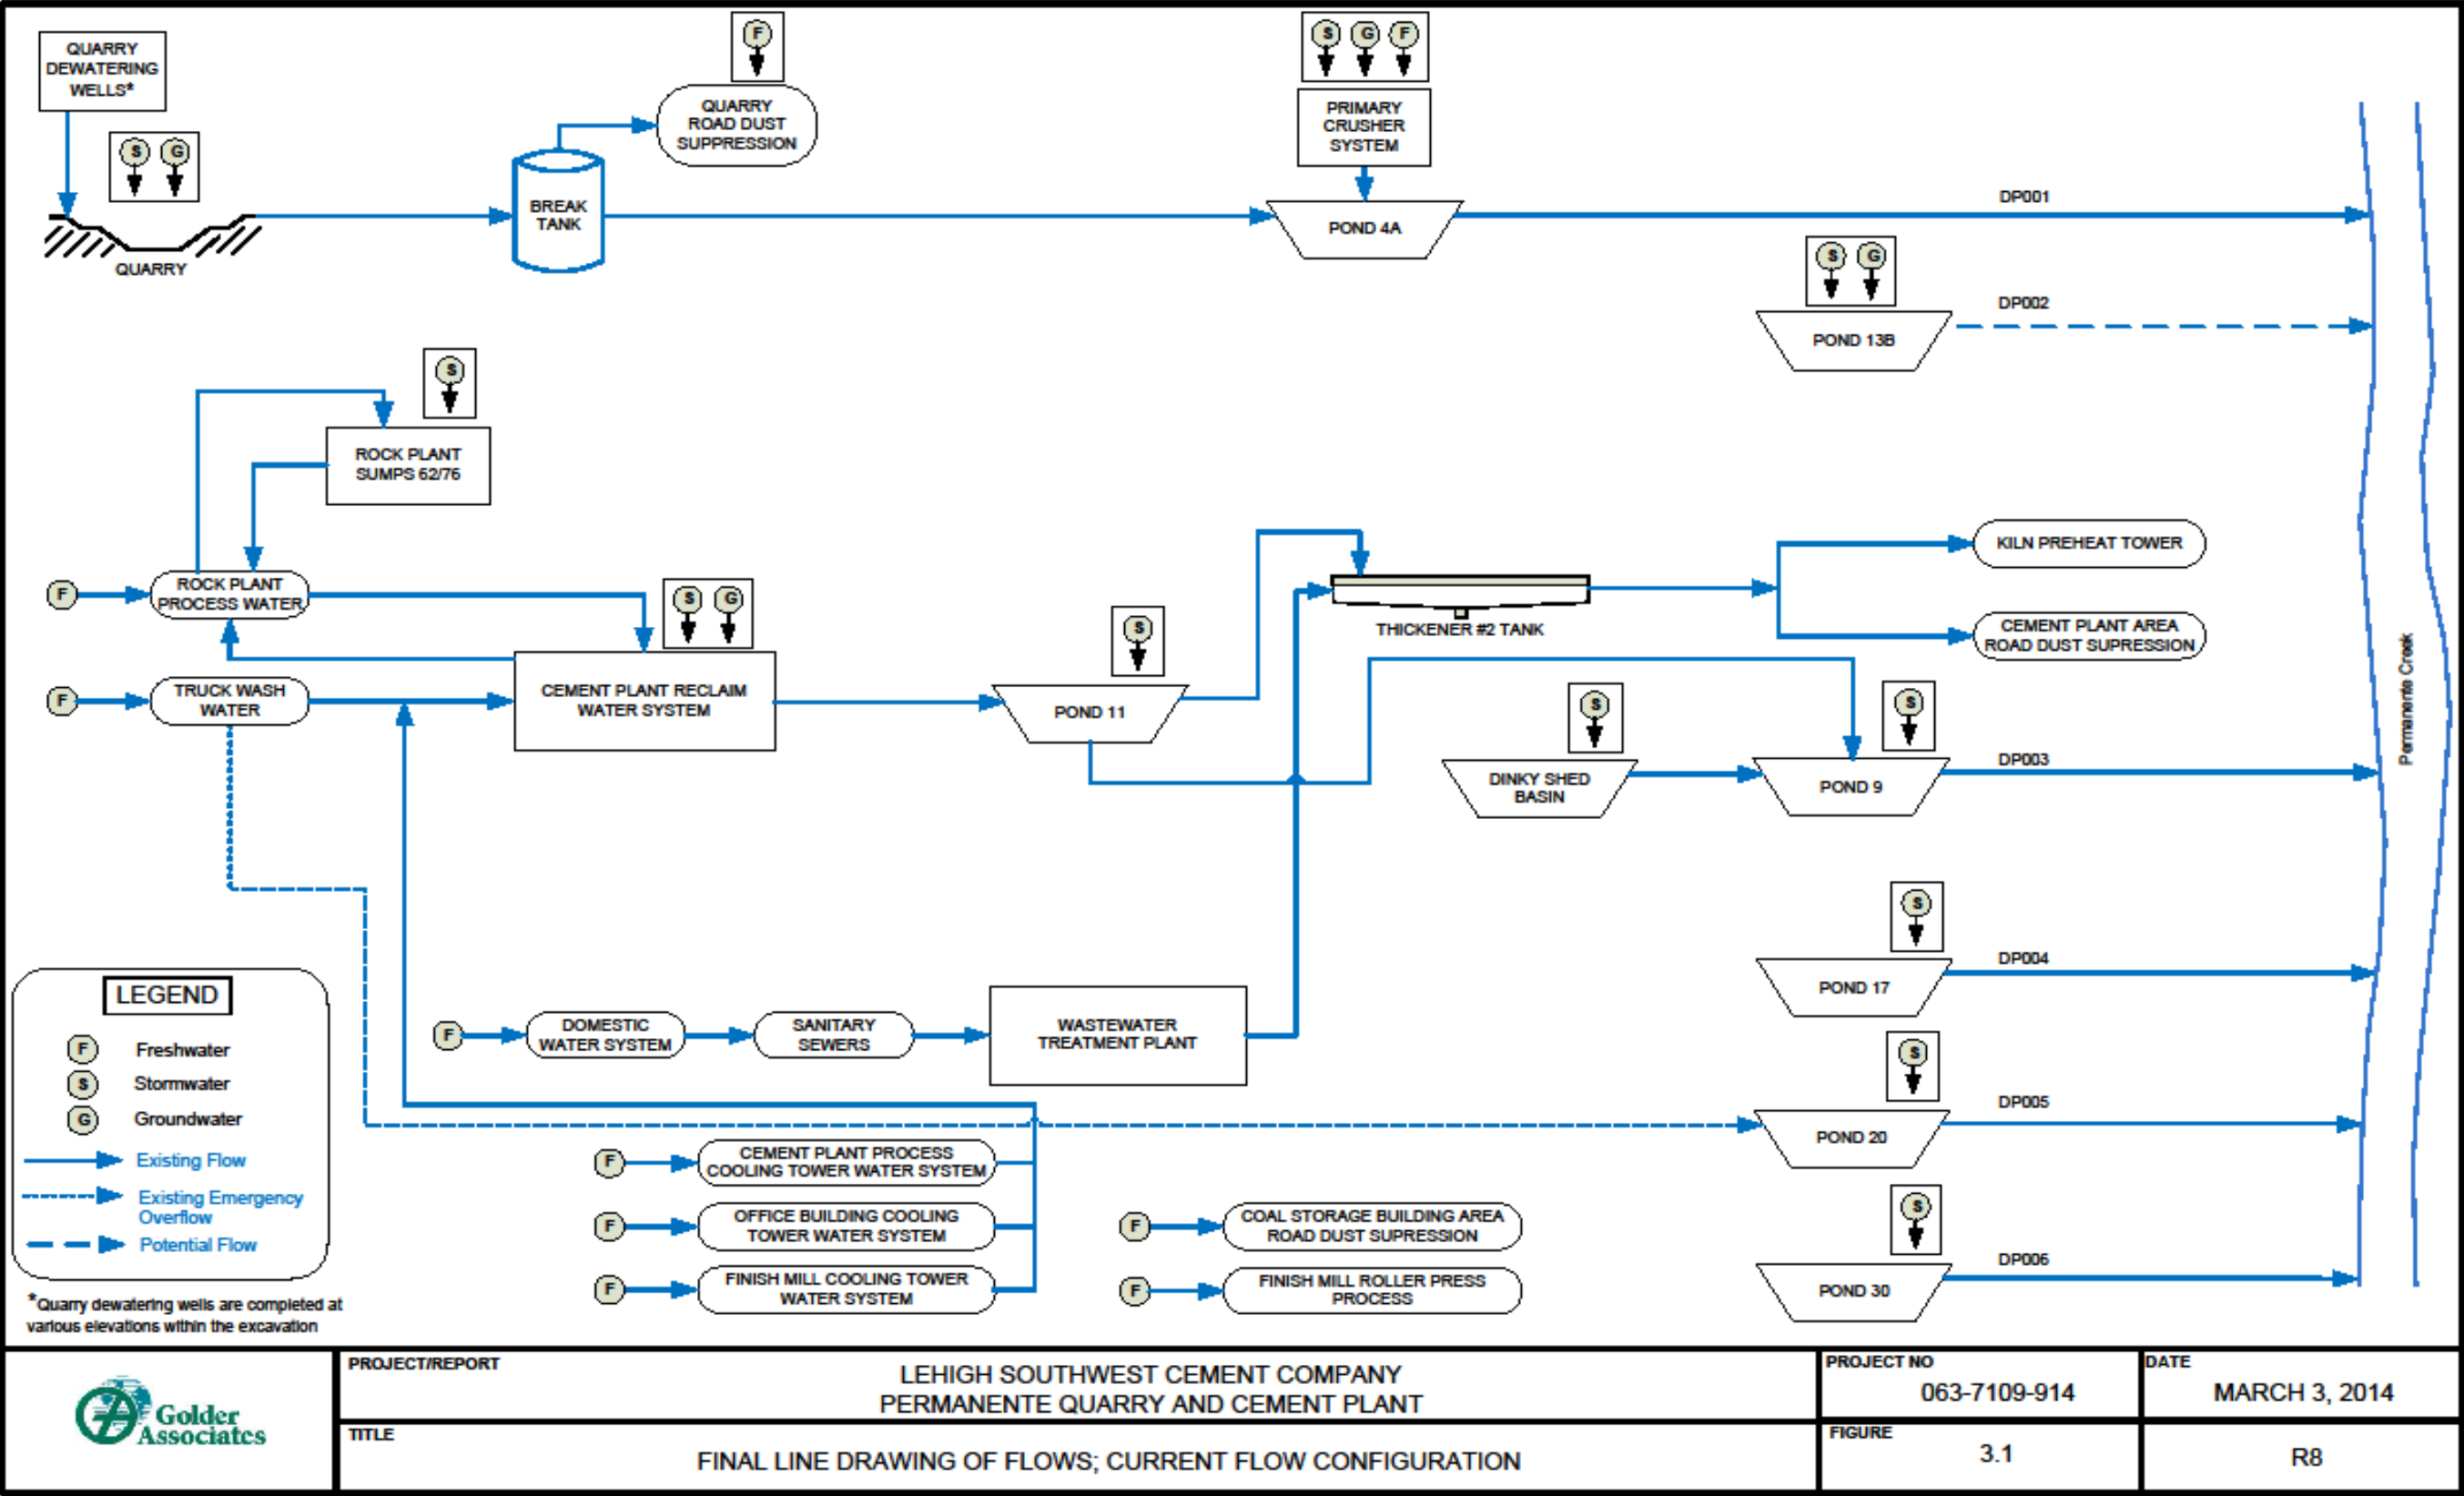 QUARRY
DEWATERING
WELLS*
S G
QUARRY
F
QUARRY
ROAD DUST
SUPPRESSION
BREAK
TANK
S G F
PRIMARY
CRUSHER
SYSTEM
POND 4A
DP001
S G
POND 13B
DP002
S
ROCK PLANT
SUMPS 62/76
F
ROCK PLANT
PROCESS WATER
F
TRUCK WASH
WATER
S G
CEMENT PLANT RECLAIM
WATER SYSTEM
S
POND 11
THICKENER #2 TANK
KILN PREHEAT TOWER
CEMENT PLANT AREA
ROAD DUST SUPRESSION
S
DINKY SHED
BASIN
S
POND 9
DP003
Permanente Creek
S
POND 17
DP004
F
DOMESTIC
WATER SYSTEM
SANITARY
SEWERS
WASTEWATER
TREATMENT PLANT
S
POND 20
DP005
F
CEMENT PLANT PROCESS
COOLING TOWER WATER SYSTEM
F
OFFICE BUILDING COOLING
TOWER WATER SYSTEM
F
FINISH MILL COOLING TOWER
WATER SYSTEM
F
COAL STORAGE BUILDING AREA
ROAD DUST SUPRESSION
F
FINISH MILL ROLLER PRESS
PROCESS
S
POND 30
DP006
LEGEND
F Freshwater
S Stormwater
G Groundwater
Existing Flow
Existing Emergency
Overflow
Potential Flow
*Quarry dewatering wells are completed at
various elevations within the excavation
Golder
Associates
PROJECT/REPORT
LEHIGH SOUTHWEST CEMENT COMPANY
PERMANENTE QUARRY AND CEMENT PLANT
PROJECT NO
063-7109-914
DATE
MARCH 3, 2014
TITLE
FINAL LINE DRAWING OF FLOWS; CURRENT FLOW CONFIGURATION
FIGURE
3.1
R8